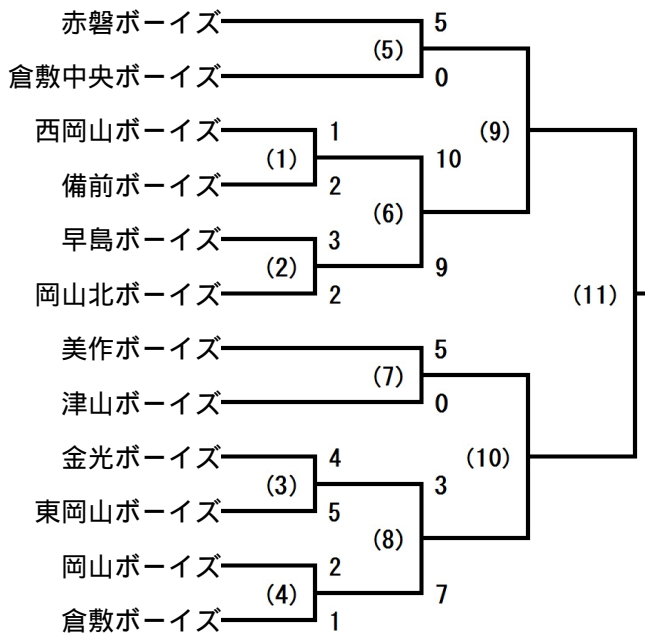 赤磐ボーイズ 5
(5)
倉敷中央ボーイズ 0
西岡山ボーイズ 1 (9)
(1) 10
備前ボーイズ 2
(6)
早島ボーイズ 3
(2) 9
岡山北ボーイズ 2
(11)
美作ボーイズ 5
(7)
津山ボーイズ 0
金光ボーイズ 4 (10)
(3) 3
東岡山ボーイズ 5
(8)
岡山ボーイズ 2
(4) 7
倉敷ボーイズ 1